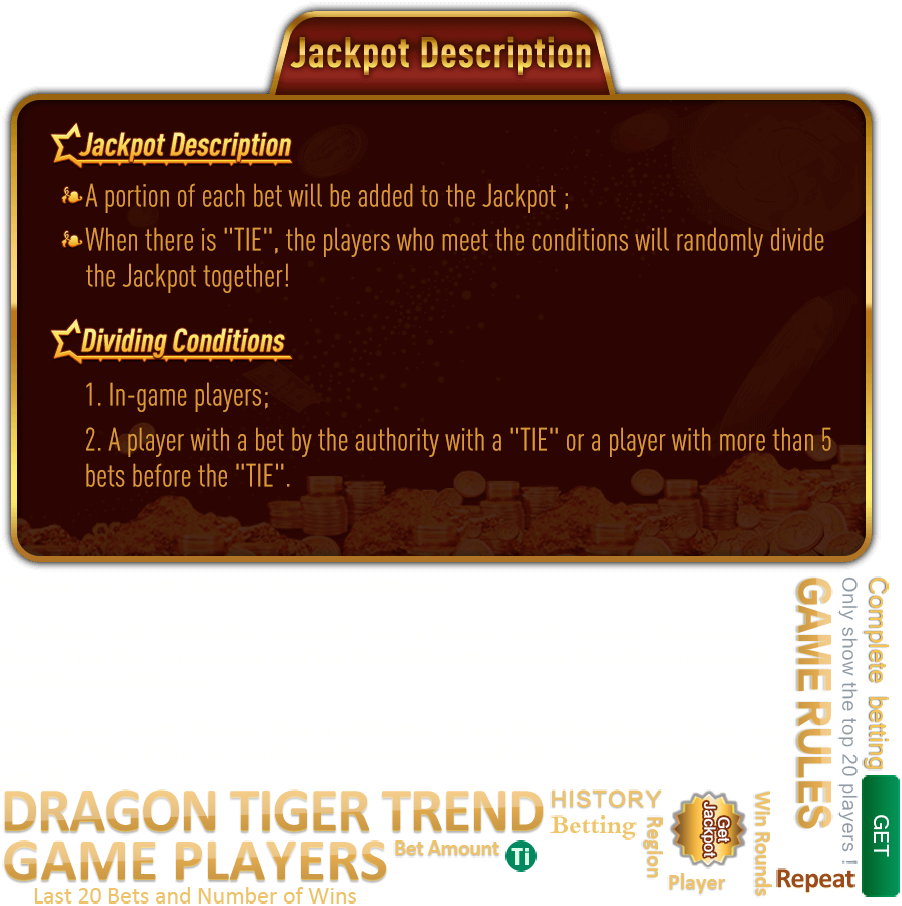 Jackpot Description
Jackpot Description
A portion of each bet will be added to the Jackpot ;
When there is "TIE", the players who meet the conditions will randomly divide
the Jackpot together!
Dividing Conditions
1. In-game players;
2. A player with a bet by the authority with a "TIE" or a player with more than 5
bets before the "TIE".
Complete betting
Only show the top 20 players !
GAME RULES
GET
DRAGON TIGER TREND
HISTORY
Betting
Region
Get
Jackpot
Win Rounds
GAME PLAYERS
Bet Amount
Ti
Player
Repeat
Last 20 Bets and Number of Wins